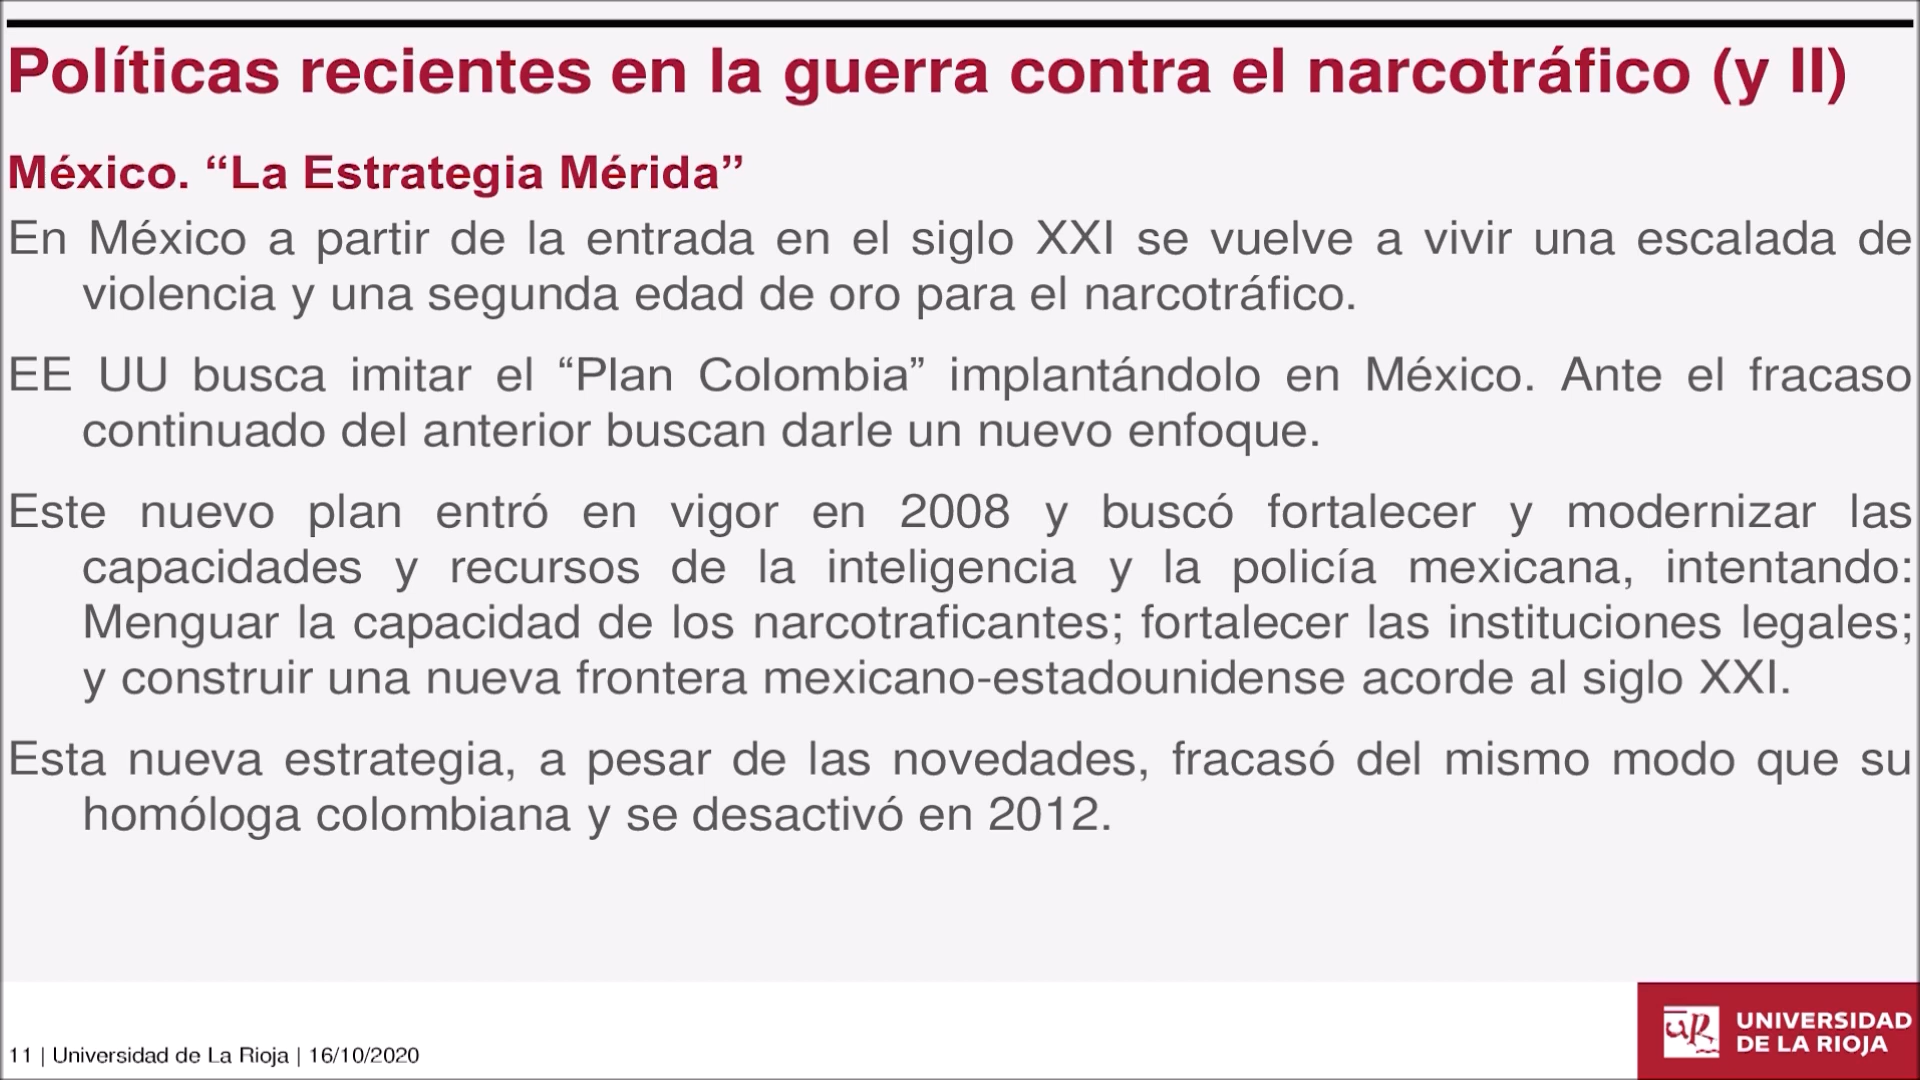 Políticas recientes en la guerra contra el narcotráfico (y II)
México. “La Estrategia Mérida”
En México a partir de la entrada en el siglo XXI se vuelve a vivir una escalada de
violencia y una segunda edad de oro para el narcotráfico.
EE UU busca imitar el “Plan Colombia” implantándolo en México. Ante el fracaso
continuado del anterior buscan darle un nuevo enfoque.
Este nuevo plan entró en vigor en 2008 y buscó fortalecer y modernizar las
capacidades y recursos de la inteligencia y la policía mexicana, intentando:
Menguar la capacidad de los narcotraficantes; fortalecer las instituciones legales;
y construir una nueva frontera mexicano-estadounidense acorde al siglo XXI.
Esta nueva estrategia, a pesar de las novedades, fracasó del mismo modo que su
homóloga colombiana y se desactivó en 2012.
11 | Universidad de La Rioja | 16/10/2020
UR
UNIVERSIDAD
DE LA RIOJA